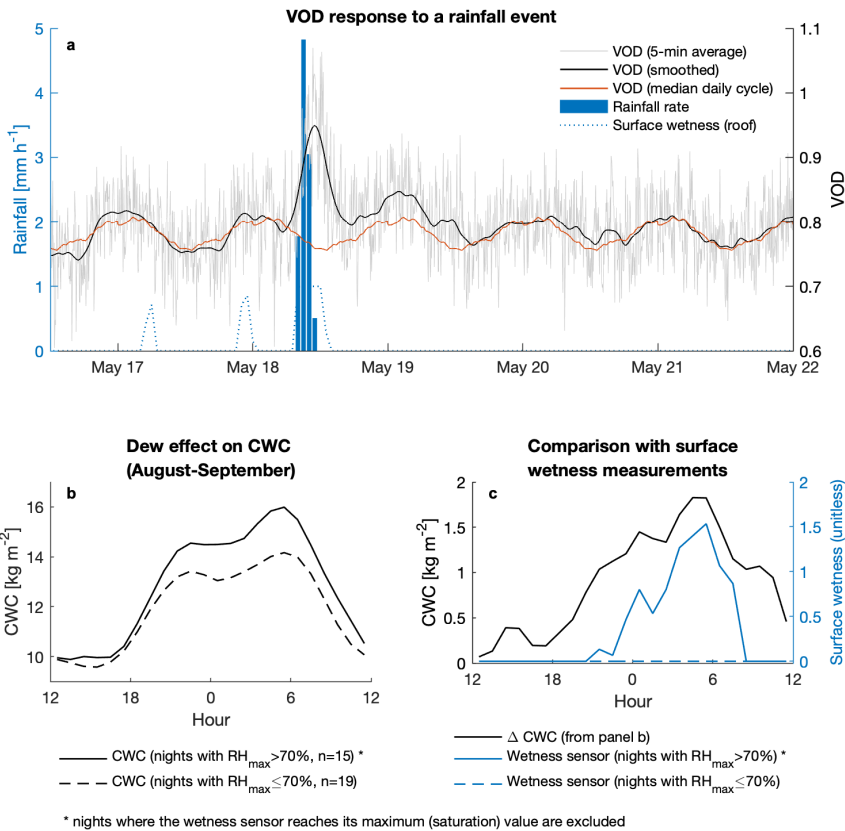 VOD response to a rainfall event
a
5
4
3
2
1
0
Rainfall [mm h-1]
1.1
1
0.9
0.8
0.7
0.6
VOD
VOD (5-min average)
VOD (smoothed)
VOD (median daily cycle)
Rainfall rate
Surface wetness (roof)
May 17 May 18 May 19 May 20 May 21 May 22
Dew effect on CWC
(August-September)
b
16
14
12
10
CWC [kg m-2]
12 18 0 6 12
Hour
CWC (nights with RHmax>70%, n=15) *
CWC (nights with RHmax≤70%, n=19)
Comparison with surface
wetness measurements
c
2
1.5
1
0.5
0
CWC [kg m-2]
2
1.5
1
0.5
0
Surface wetness (unitless)
12 18 0 6 12
Hour
Δ CWC (from panel b)
Wetness sensor (nights with RHmax>70%) *
Wetness sensor (nights with RHmax≤70%)
* nights where the wetness sensor reaches its maximum (saturation) value are excluded